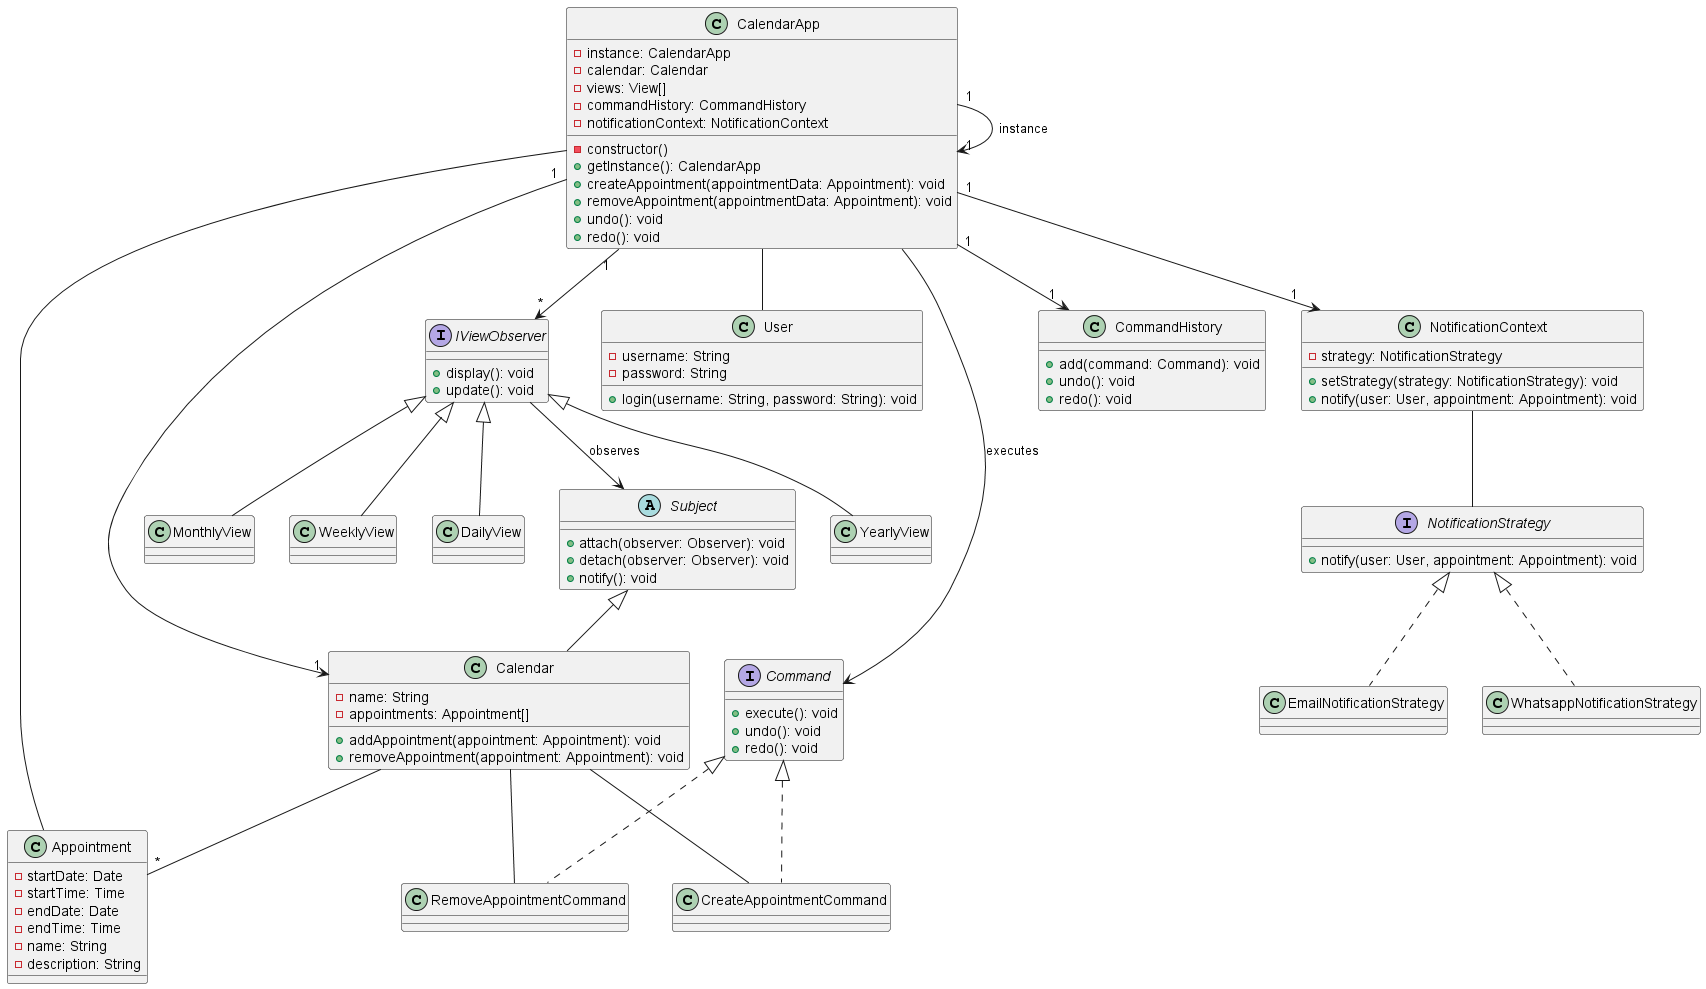 C CalendarApp
instance: CalendarApp
calendar: Calendar
views: View[]
commandHistory: CommandHistory
notificationContext: NotificationContext
constructor()
getInstance(): CalendarApp
createAppointment(appointmentData: Appointment): void
removeAppointment(appointmentData: Appointment): void
undo(): void
redo(): void
1
instance
1
1
1
1
1
*
1
1
I IViewObserver
display(): void
update(): void
C User
username: String
password: String
login(username: String, password: String): void
C CommandHistory
add(command: Command): void
undo(): void
redo(): void
C NotificationContext
strategy: NotificationStrategy
setStrategy(strategy: NotificationStrategy): void
notify(user: User, appointment: Appointment): void
observes
executes
C MonthlyView
C WeeklyView
C DailyView
A Subject
attach(observer: Observer): void
detach(observer: Observer): void
notify(): void
C YearlyView
I NotificationStrategy
notify(user: User, appointment: Appointment): void
1
C Calendar
name: String
appointments: Appointment[]
addAppointment(appointment: Appointment): void
removeAppointment(appointment: Appointment): void
I Command
execute(): void
undo(): void
redo(): void
C EmailNotificationStrategy
C WhatsappNotificationStrategy
*
C Appointment
startDate: Date
startTime: Time
endDate: Date
endTime: Time
name: String
description: String
C RemoveAppointmentCommand
C CreateAppointmentCommand